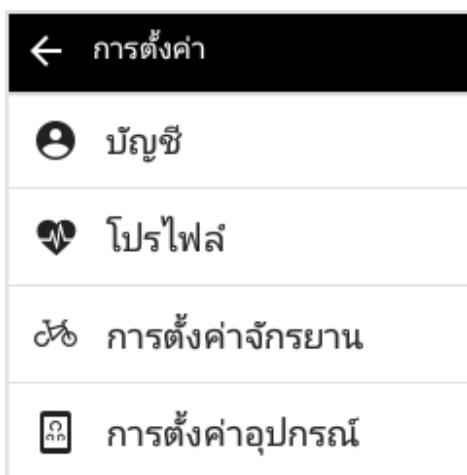 การตั้งค่า
บัญชี
โปรไฟล์
การตั้งค่าจักรยาน
การตั้งค่าอุปกรณ์